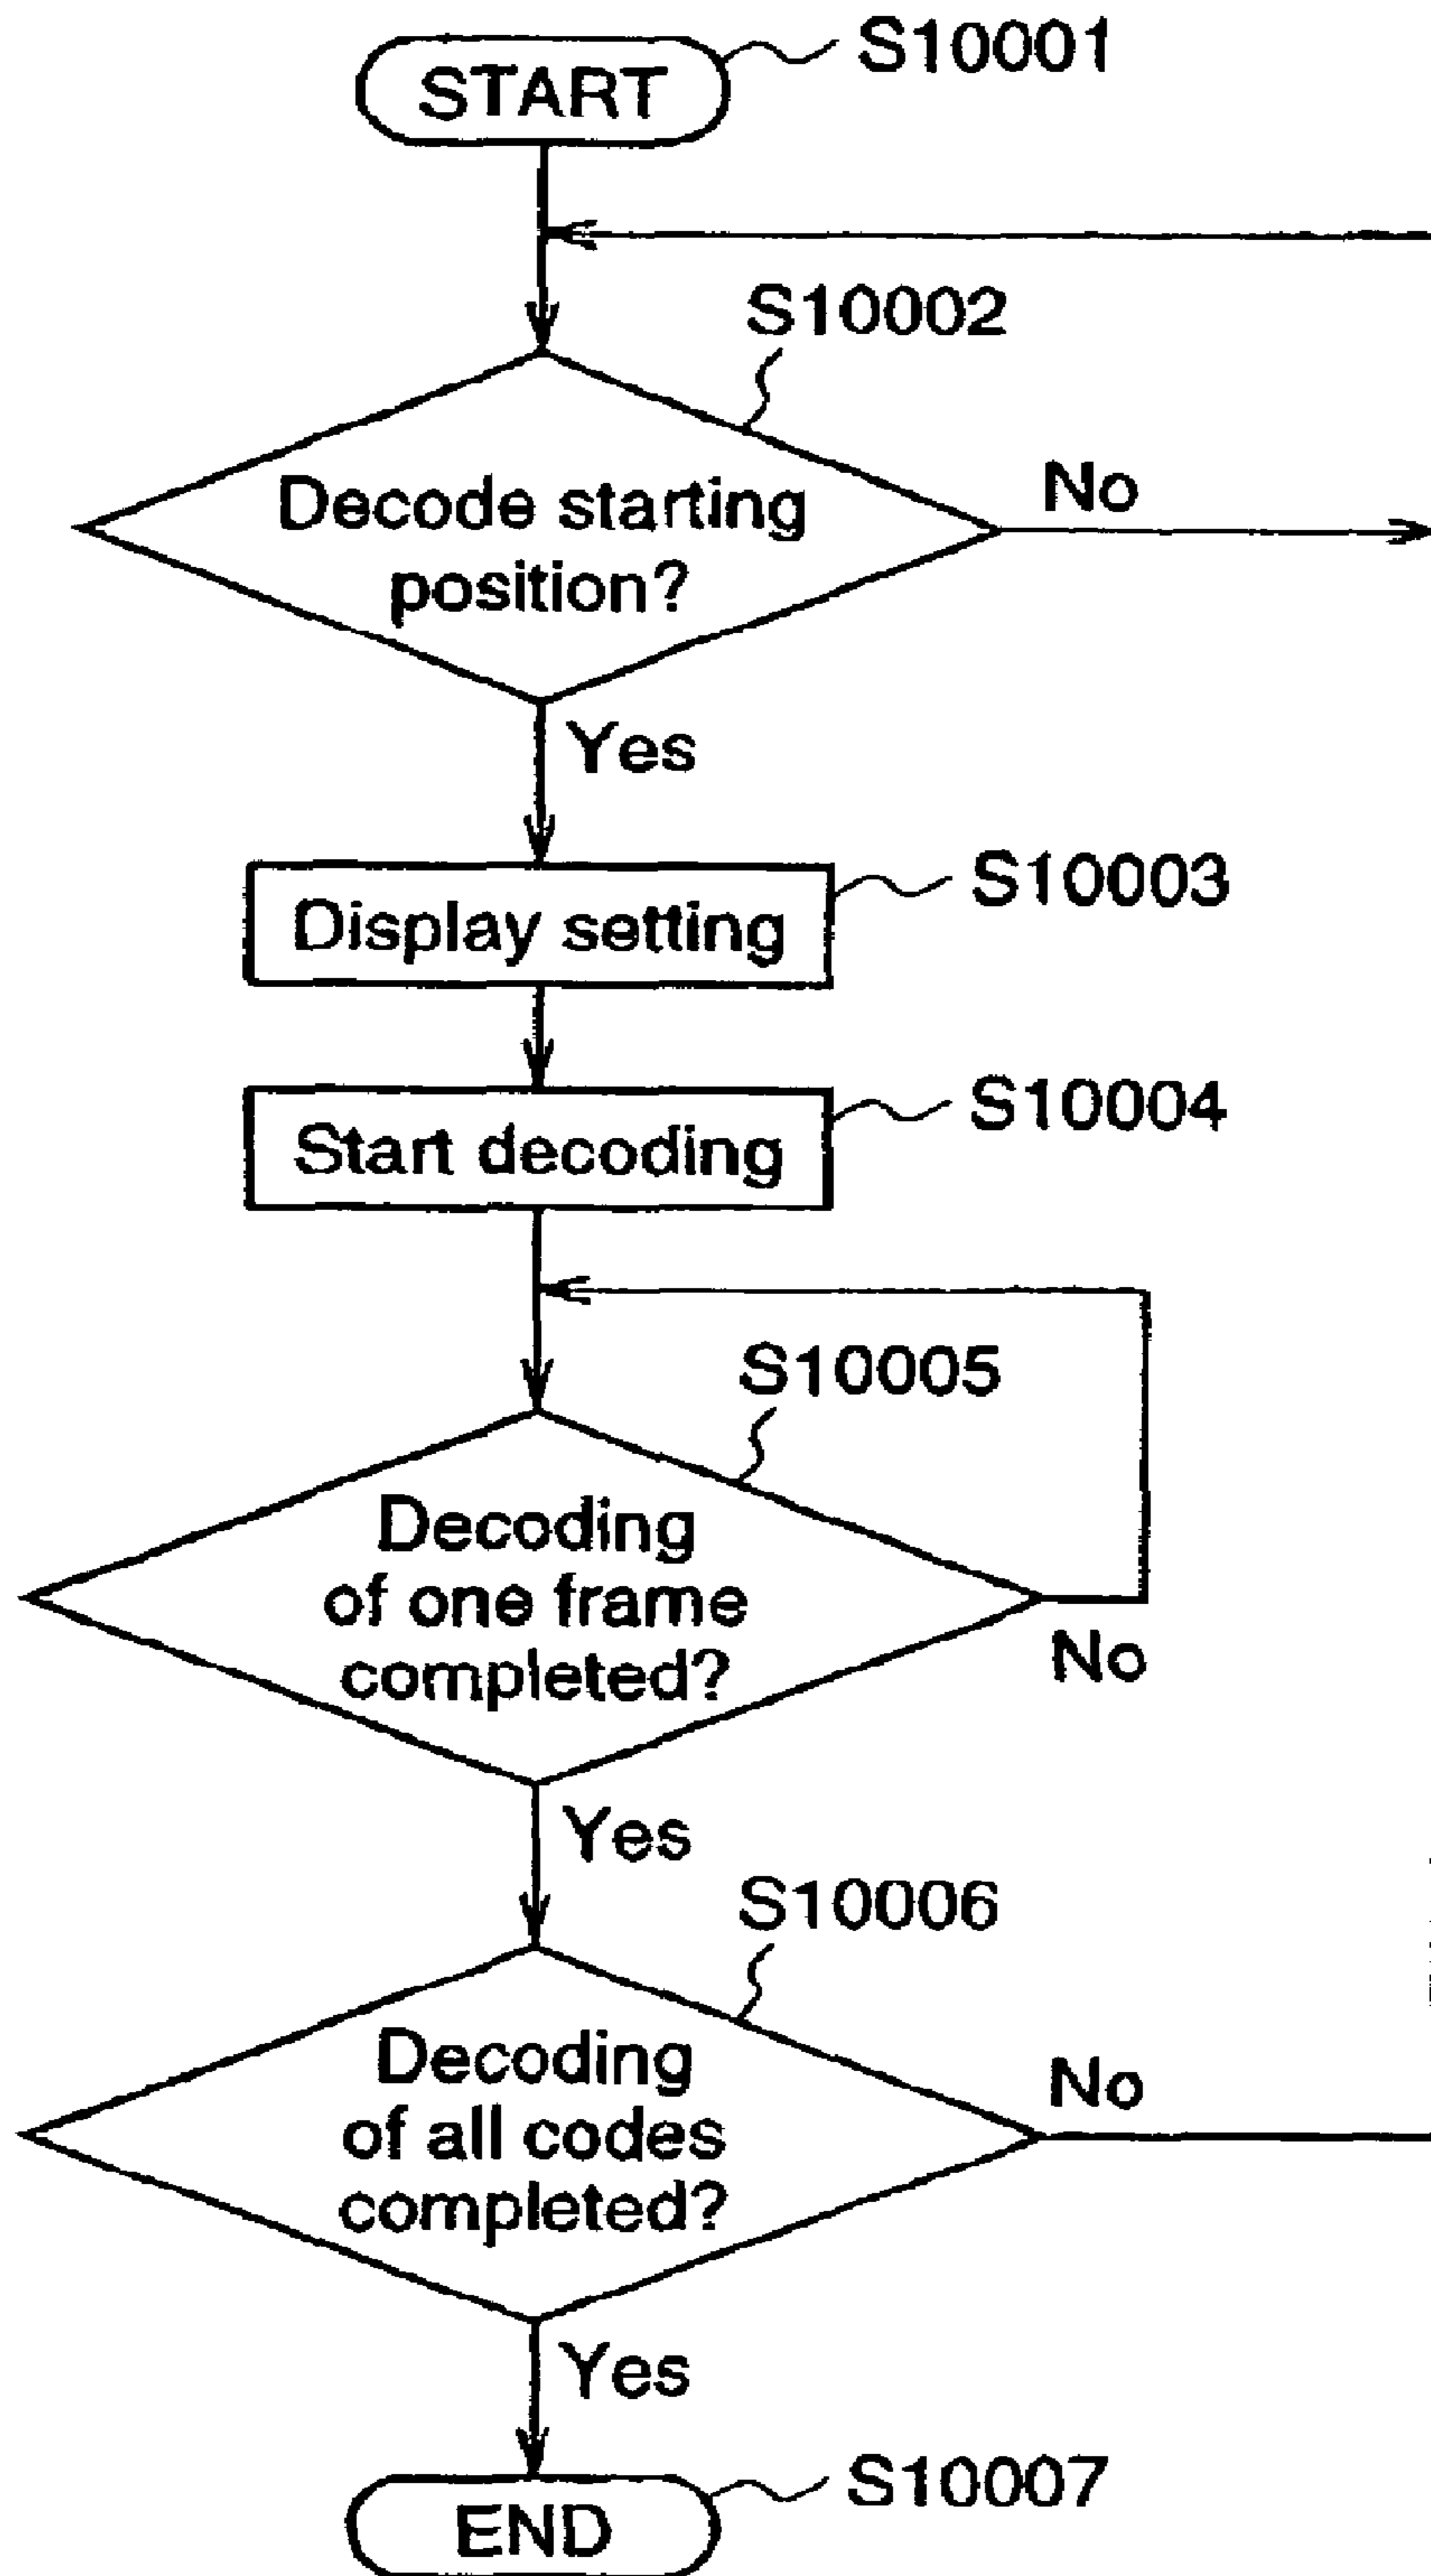 START
S10001
S10002
Decode starting
position?
No
Yes
Display setting
S10003
Start decoding
S10004
S10005
Decoding
of one frame
completed?
No
Yes
S10006
Decoding
of all codes
completed?
No
Yes
END
S10007